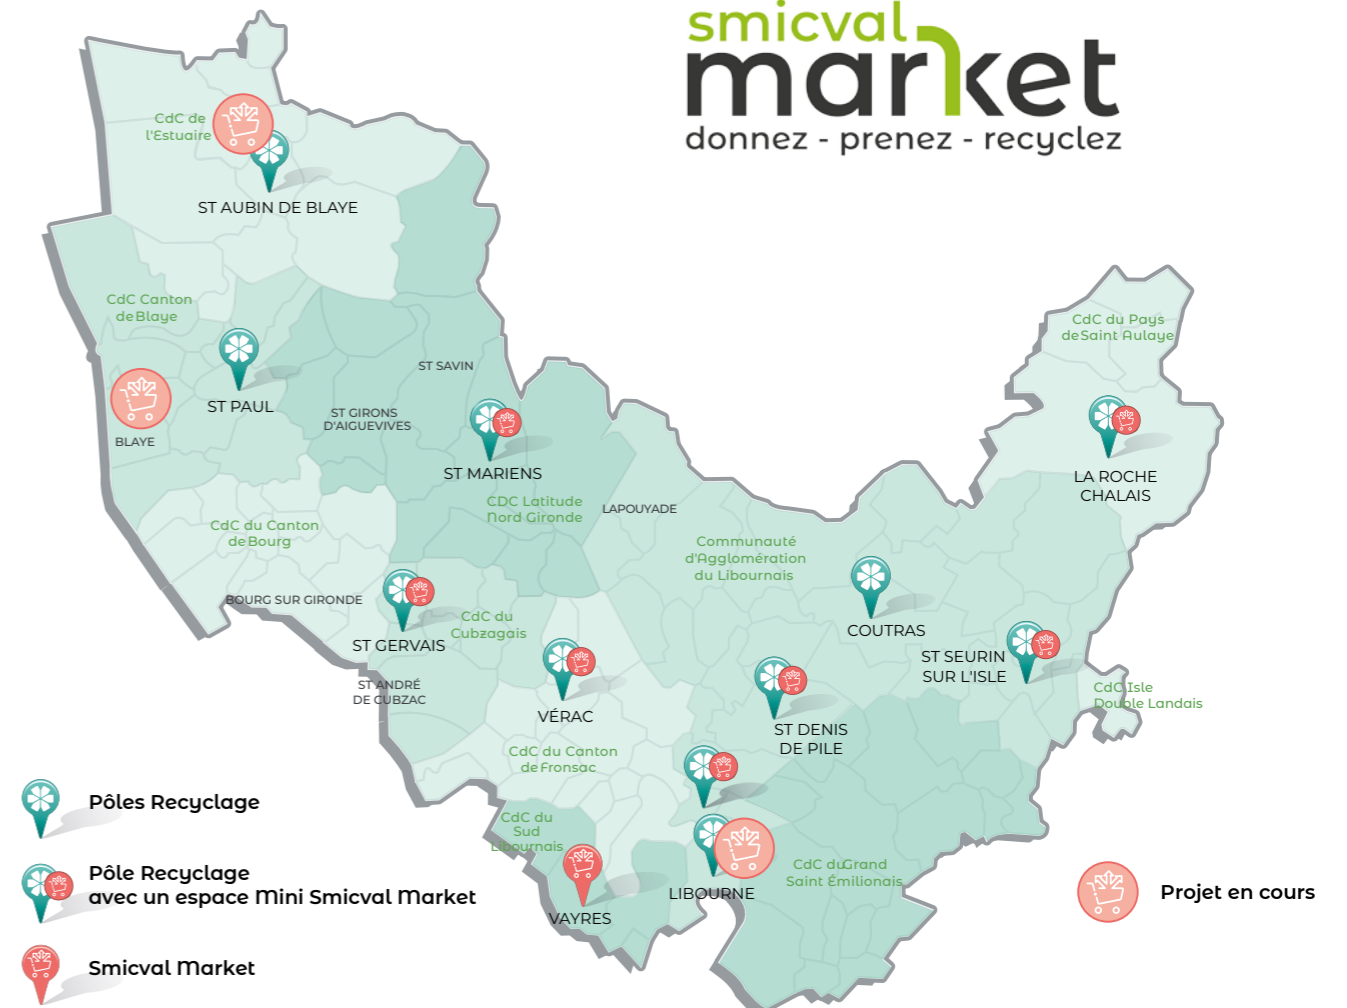 smicval
market
donnez - prenez - recyclez
CdC de
l'Estuaire
ST AUBIN DE BLAYE
CdC Canton
de Blaye
CdC du Pays
de Saint Aulaye
ST SAVIN
ST PAUL
ST GIRONS
D'AIGUEVIVES
BLAYE
ST MARIENS
LA ROCHE
CHALAIS
CDC Latitude
Nord Gironde
LAPOUYADE
CdC du Canton
de Bourg
Communauté
d'Agglomération
du Libournais
BOURG SUR GIRONDE
CdC du
Cubzagais
ST GERVAIS
COUTRAS
ST SEURIN
SUR L'ISLE
ST ANDRÉ
DE CUBZAC
CdC Isle
Double Landais
VÉRAC
ST DENIS
DE PILE
CdC du Canton
de Fronsac
CdC du
Sud
Libournais
CdC du Grand
Saint Émilionais
LIBOURNE
VAYRES
Pôles Recyclage
Pôle Recyclage
avec un espace Mini Smicval Market
Smicval Market
Projet en cours